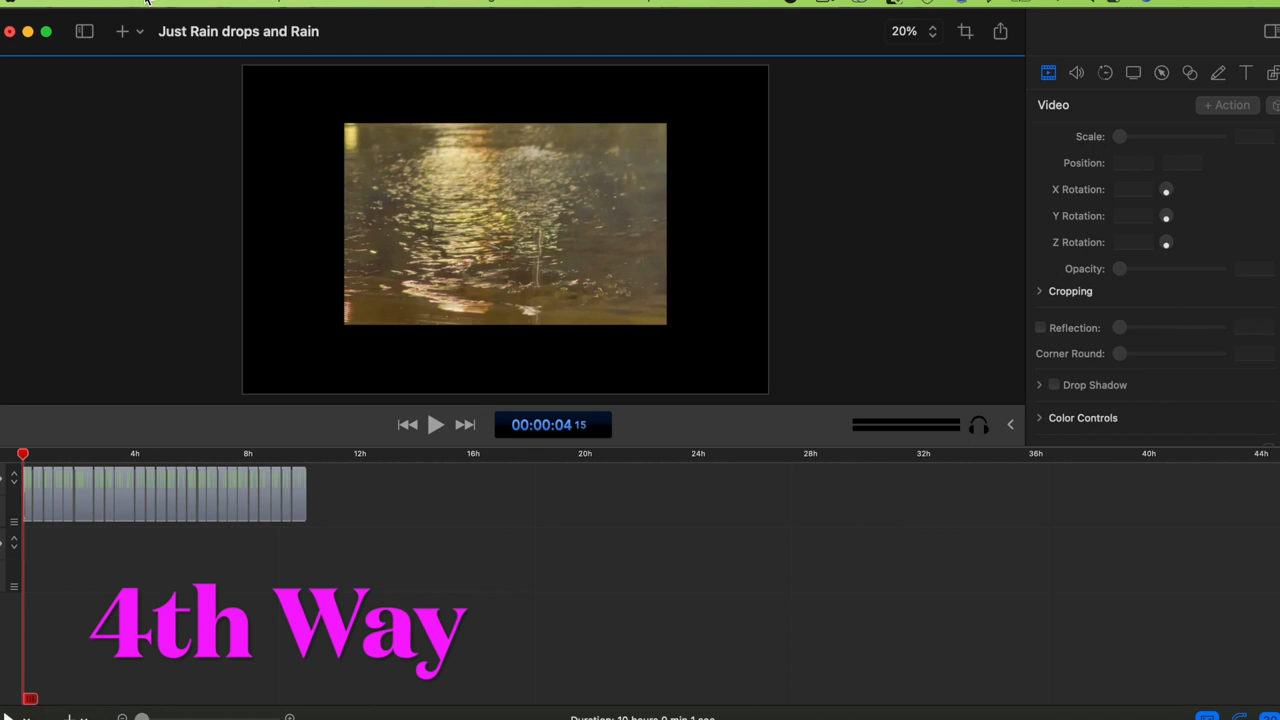 Just Rain drops and Rain
20%
Video
+ Action
Scale:
Position:
X Rotation:
Y Rotation:
Z Rotation:
Opacity:
Cropping
Reflection:
Corner Round:
Drop Shadow
Color Controls
00:00:04 15
4h 8h 12h 16h 20h 24h 28h 32h 36h 40h 44h
4th Way
Duration: 10 hours 0 min 1 sec